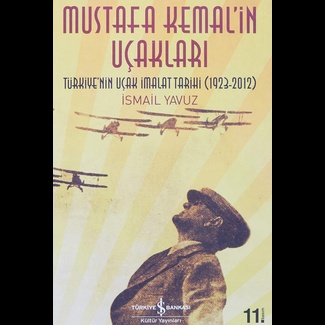 MUSTAFA KEMAL'İN
UÇAKLARI
TÜRKİYE'NİN UÇAK İMALAT TARİHİ (1923-2012)
İSMAİL YAVUZ
TÜRKİYE İŞ BANKASI
Kültür Yayınları
11.